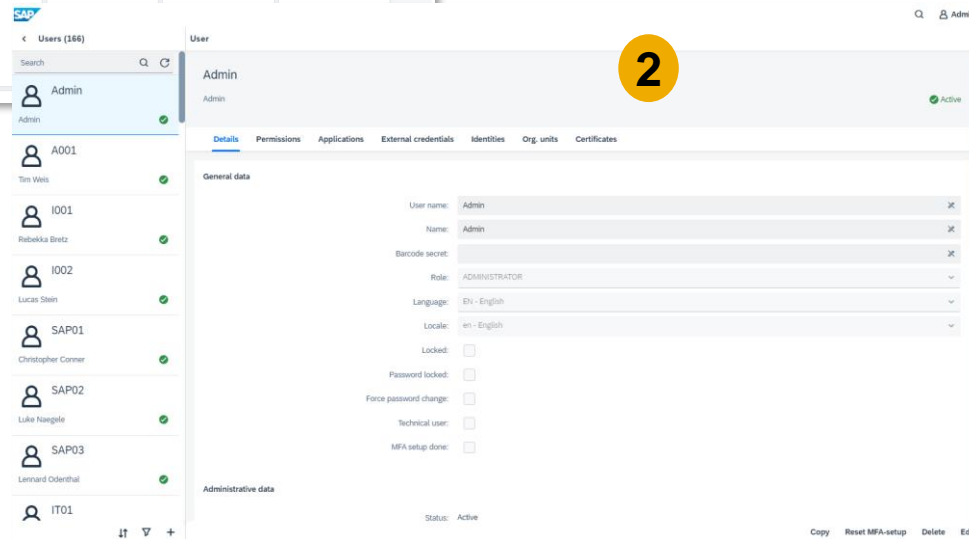 SAP
Admi
Users (166)
User
Search
Admin
Admin
A001
Tim Weis
I001
Rebekka Bretz
I002
Lucas Stein
SAP01
Christopher Conner
SAP02
Luke Naegele
SAP03
Lennard Odenthal
IT01
2
Admin
Admin
Active
Details Permissions Applications External credentials Identities Org. units Certificates
General data
User name: Admin
Name: Admin
Barcode secret:
Role: ADMINISTRATOR
Language: EN - English
Locale: en - English
Locked:
Password locked:
Force password change:
Technical user:
MFA setup done:
Administrative data
Status: Active
Copy Reset MFA-setup Delete Ed